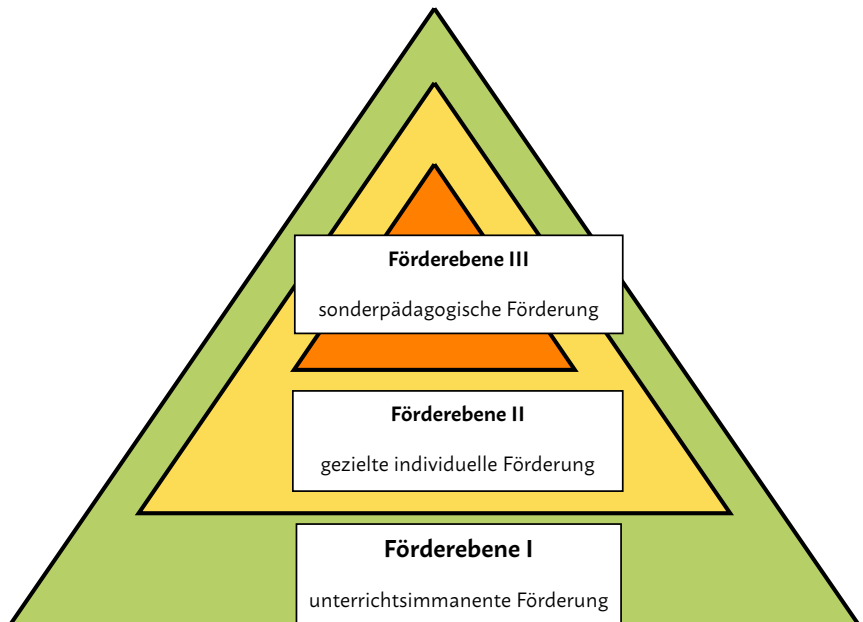 Förderebene III
sonderpädagogische Förderung
Förderebene II
gezielte individuelle Förderung
Förderebene I
unterrichtsimmanente Förderung